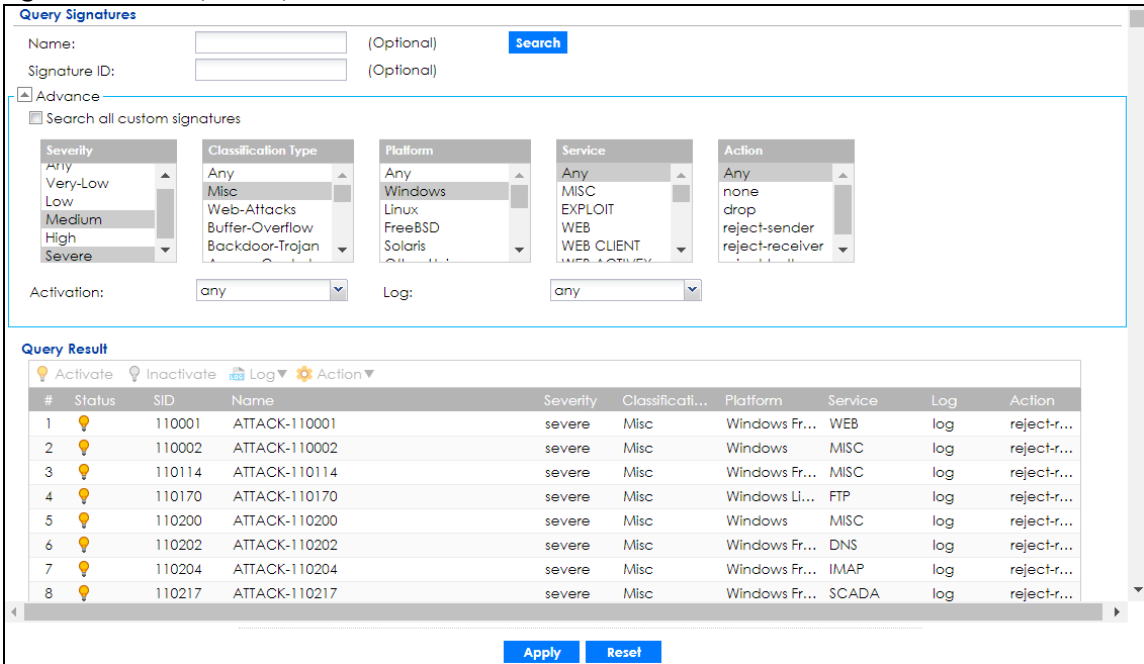 Query Signatures
Name: (Optional) Search
Signature ID: (Optional)
Advance
Search all custom signatures
Severity Classification Type Platform Service Action
Any Any Any Any Any
Very-Low Misc Windows MISC none
Low Web-Attacks Linux EXPLOIT drop
Medium Buffer-Overflow FreeBSD WEB reject-sender
High Backdoor-Trojan Solaris WEB CLIENT reject-receiver
Severe
Activation: any Log: any
Query Result
Activate Inactivate Log Action
# Status SID Name Severity Classificati... Platform Service Log Action
1 110001 ATTACK-110001 severe Misc Windows Fr... WEB log reject-r...
2 110002 ATTACK-110002 severe Misc Windows MISC log reject-r...
3 110114 ATTACK-110114 severe Misc Windows Fr... MISC log reject-r...
4 110170 ATTACK-110170 severe Misc Windows Li... FTP log reject-r...
5 110200 ATTACK-110200 severe Misc Windows MISC log reject-r...
6 110202 ATTACK-110202 severe Misc Windows Fr... DNS log reject-r...
7 110204 ATTACK-110204 severe Misc Windows Fr... IMAP log reject-r...
8 110217 ATTACK-110217 severe Misc Windows Fr... SCADA log reject-r...
Apply Reset